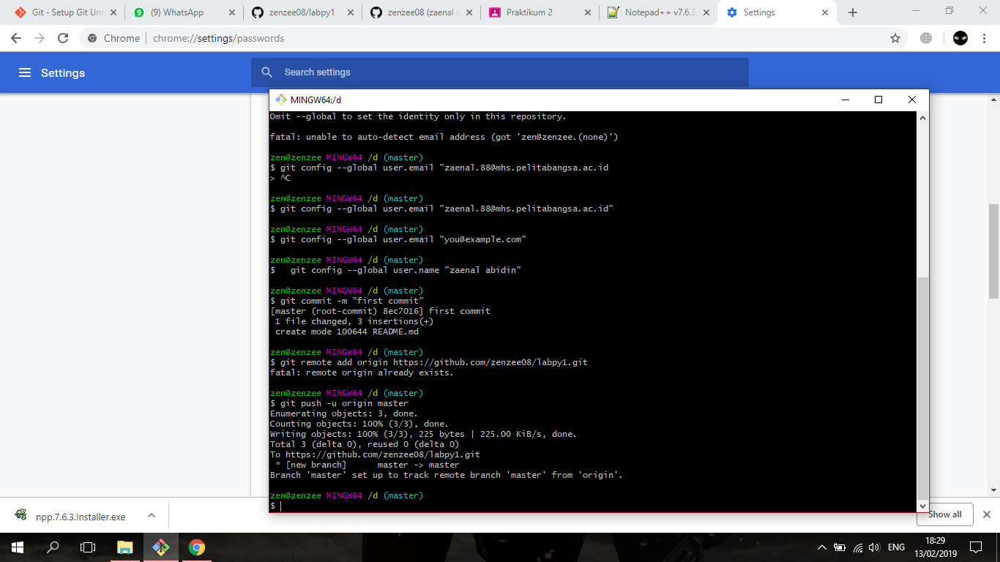 Git - Setup Git Unt
(9) WhatsApp
zenzee08/labpy1
zenzee08 (zaenal a
Praktikum 2
Notepad++ v7.6.3
Settings
Chrome
chrome://settings/passwords
Settings
Search settings
MINGW64:/d
Omit --global to set the identity only in this repository.
fatal: unable to auto-detect email address (got 'zen@zenzee.(none)')
zen@zenzee MINGW64 /d (master)
$ git config --global user.email "zaenal.88@mhs.pelitabangsa.ac.id
> ^C
zen@zenzee MINGW64 /d (master)
$ git config --global user.email "zaenal.88@mhs.pelitabangsa.ac.id"
zen@zenzee MINGW64 /d (master)
$ git config --global user.email "you@example.com"
zen@zenzee MINGW64 /d (master)
$   git config --global user.name "zaenal abidin"
zen@zenzee MINGW64 /d (master)
$ git commit -m "first commit"
[master (root-commit) 8ec7016] first commit
 1 file changed, 3 insertions(+)
 create mode 100644 README.md
zen@zenzee MINGW64 /d (master)
$ git remote add origin https://github.com/zenzee08/labpy1.git
fatal: remote origin already exists.
zen@zenzee MINGW64 /d (master)
$ git push -u origin master
Enumerating objects: 3, done.
Counting objects: 100% (3/3), done.
Writing objects: 100% (3/3), 225 bytes | 225.00 KiB/s, done.
Total 3 (delta 0), reused 0 (delta 0)
To https://github.com/zenzee08/labpy1.git
 * [new branch]      master -> master
Branch 'master' set up to track remote branch 'master' from 'origin'.
zen@zenzee MINGW64 /d (master)
$
npp.7.6.3.Installer.exe
Show all
ENG
18:29
13/02/2019